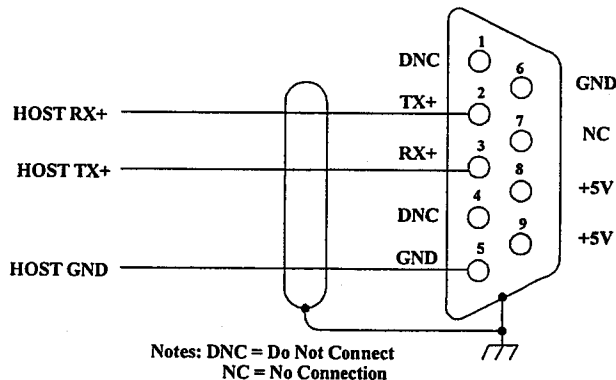 DNC 1
6 GND
HOST RX+ TX+ 2
7 NC
HOST TX+ RX+ 3
8 +5V
DNC 4
9 +5V
HOST GND GND 5
Notes: DNC = Do Not Connect
NC = No Connection